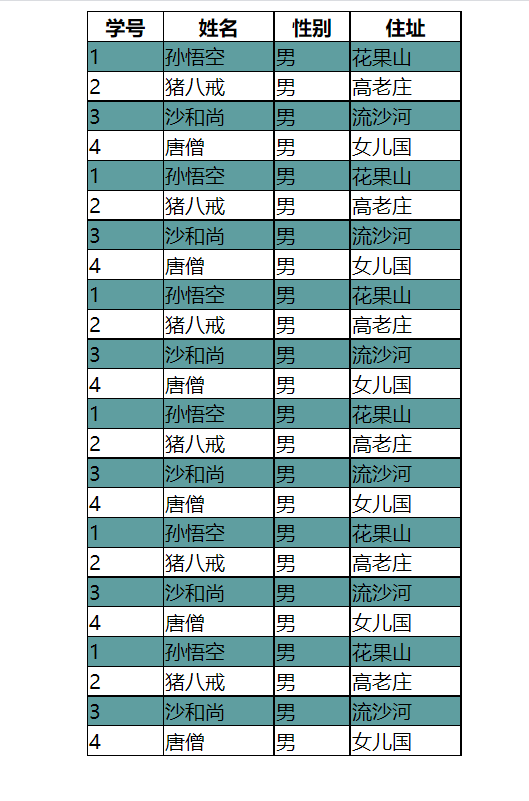 学号 姓名 性别 住址
1 孙悟空 男 花果山
2 猪八戒 男 高老庄
3 沙和尚 男 流沙河
4 唐僧 男 女儿国
1 孙悟空 男 花果山
2 猪八戒 男 高老庄
3 沙和尚 男 流沙河
4 唐僧 男 女儿国
1 孙悟空 男 花果山
2 猪八戒 男 高老庄
3 沙和尚 男 流沙河
4 唐僧 男 女儿国
1 孙悟空 男 花果山
2 猪八戒 男 高老庄
3 沙和尚 男 流沙河
4 唐僧 男 女儿国
1 孙悟空 男 花果山
2 猪八戒 男 高老庄
3 沙和尚 男 流沙河
4 唐僧 男 女儿国
1 孙悟空 男 花果山
2 猪八戒 男 高老庄
3 沙和尚 男 流沙河
4 唐僧 男 女儿国